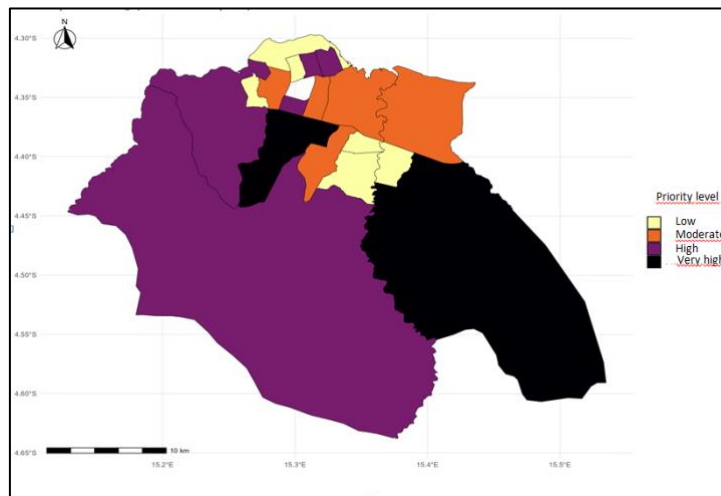 N
4.30°S
4.35°S
4.40°S
4.45°S
4.50°S
4.55°S
4.60°S
4.65°S
Priority level
Low
Moderate
High
Very high
10 km
15.2°E 15.3°E 15.4°E 15.5°E